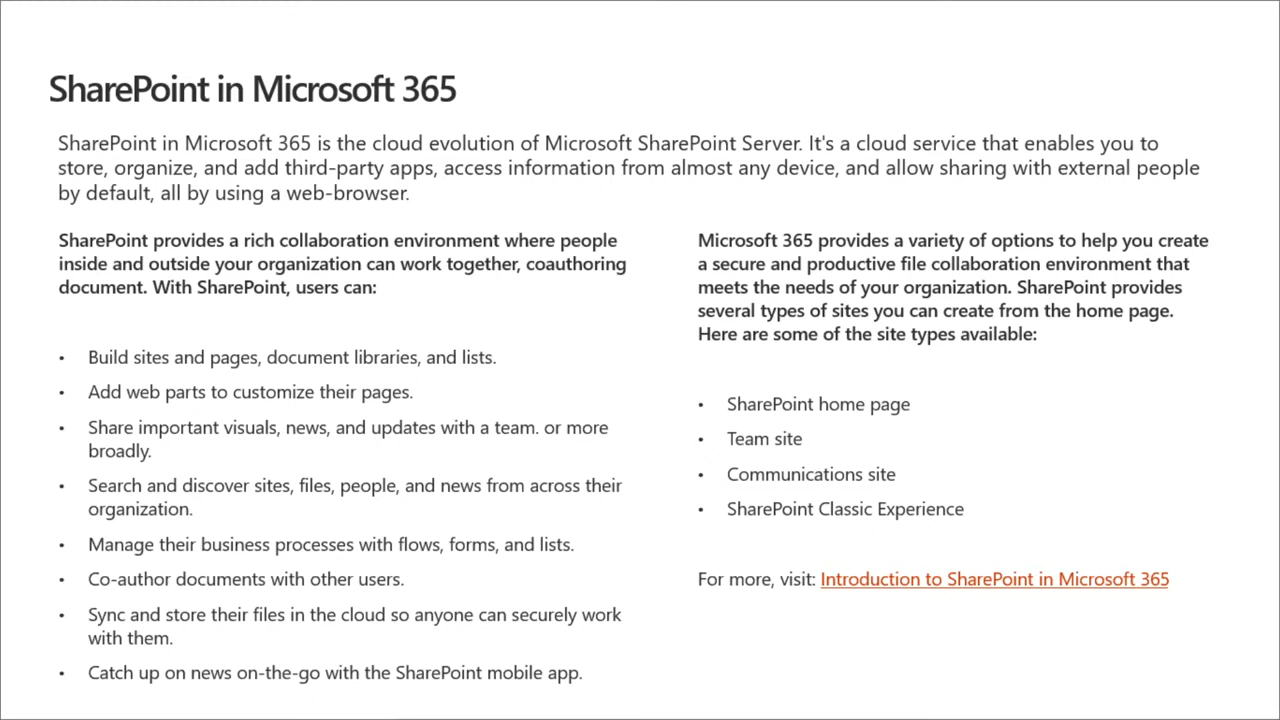 SharePoint in Microsoft 365
SharePoint in Microsoft 365 is the cloud evolution of Microsoft SharePoint Server. It's a cloud service that enables you to
store, organize, and add third-party apps, access information from almost any device, and allow sharing with external people
by default, all by using a web-browser.
SharePoint provides a rich collaboration environment where people
inside and outside your organization can work together, coauthoring
document. With SharePoint, users can:
• Build sites and pages, document libraries, and lists.
• Add web parts to customize their pages.
• Share important visuals, news, and updates with a team. or more
broadly.
• Search and discover sites, files, people, and news from across their
organization.
• Manage their business processes with flows, forms, and lists.
• Co-author documents with other users.
• Sync and store their files in the cloud so anyone can securely work
with them.
• Catch up on news on-the-go with the SharePoint mobile app.
Microsoft 365 provides a variety of options to help you create
a secure and productive file collaboration environment that
meets the needs of your organization. SharePoint provides
several types of sites you can create from the home page.
Here are some of the site types available:
• SharePoint home page
• Team site
• Communications site
• SharePoint Classic Experience
For more, visit: Introduction to SharePoint in Microsoft 365